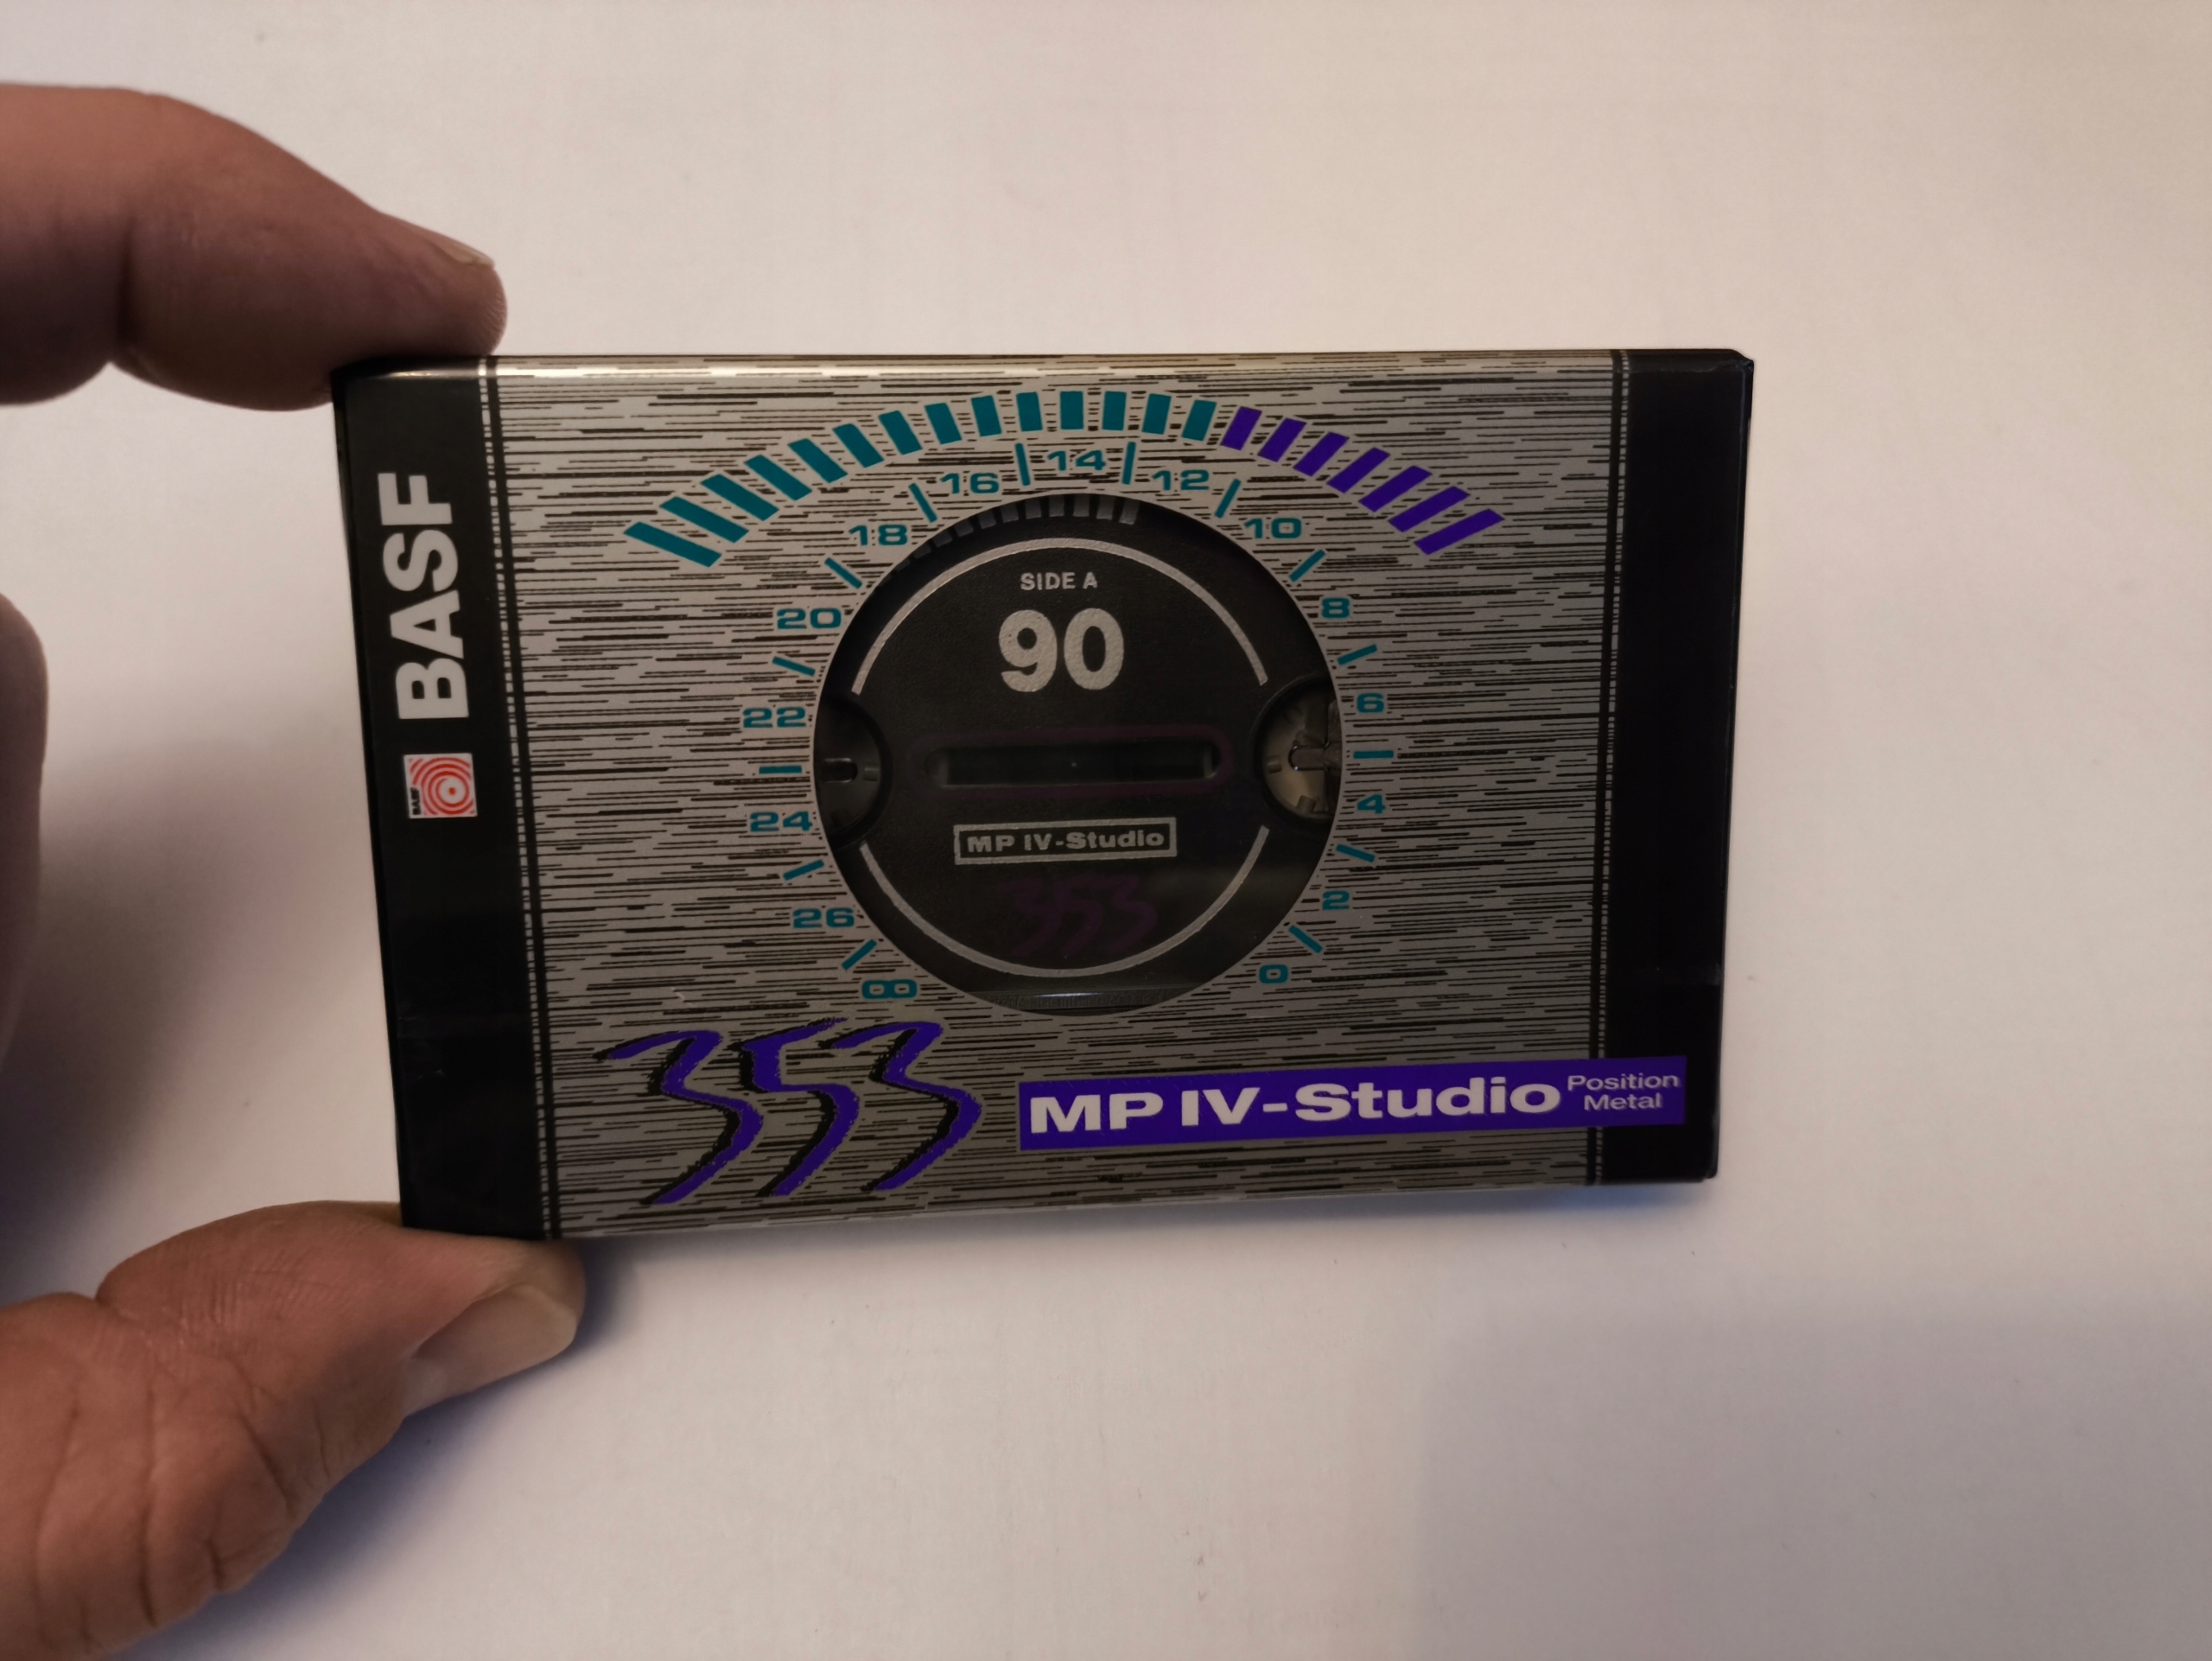 BASF
16 14 12
18 10
20 8
22 6
24 4
26 2
∞ 0
SIDE A
90
MP IV-Studio
353
353
MP IV-Studio Position
Metal